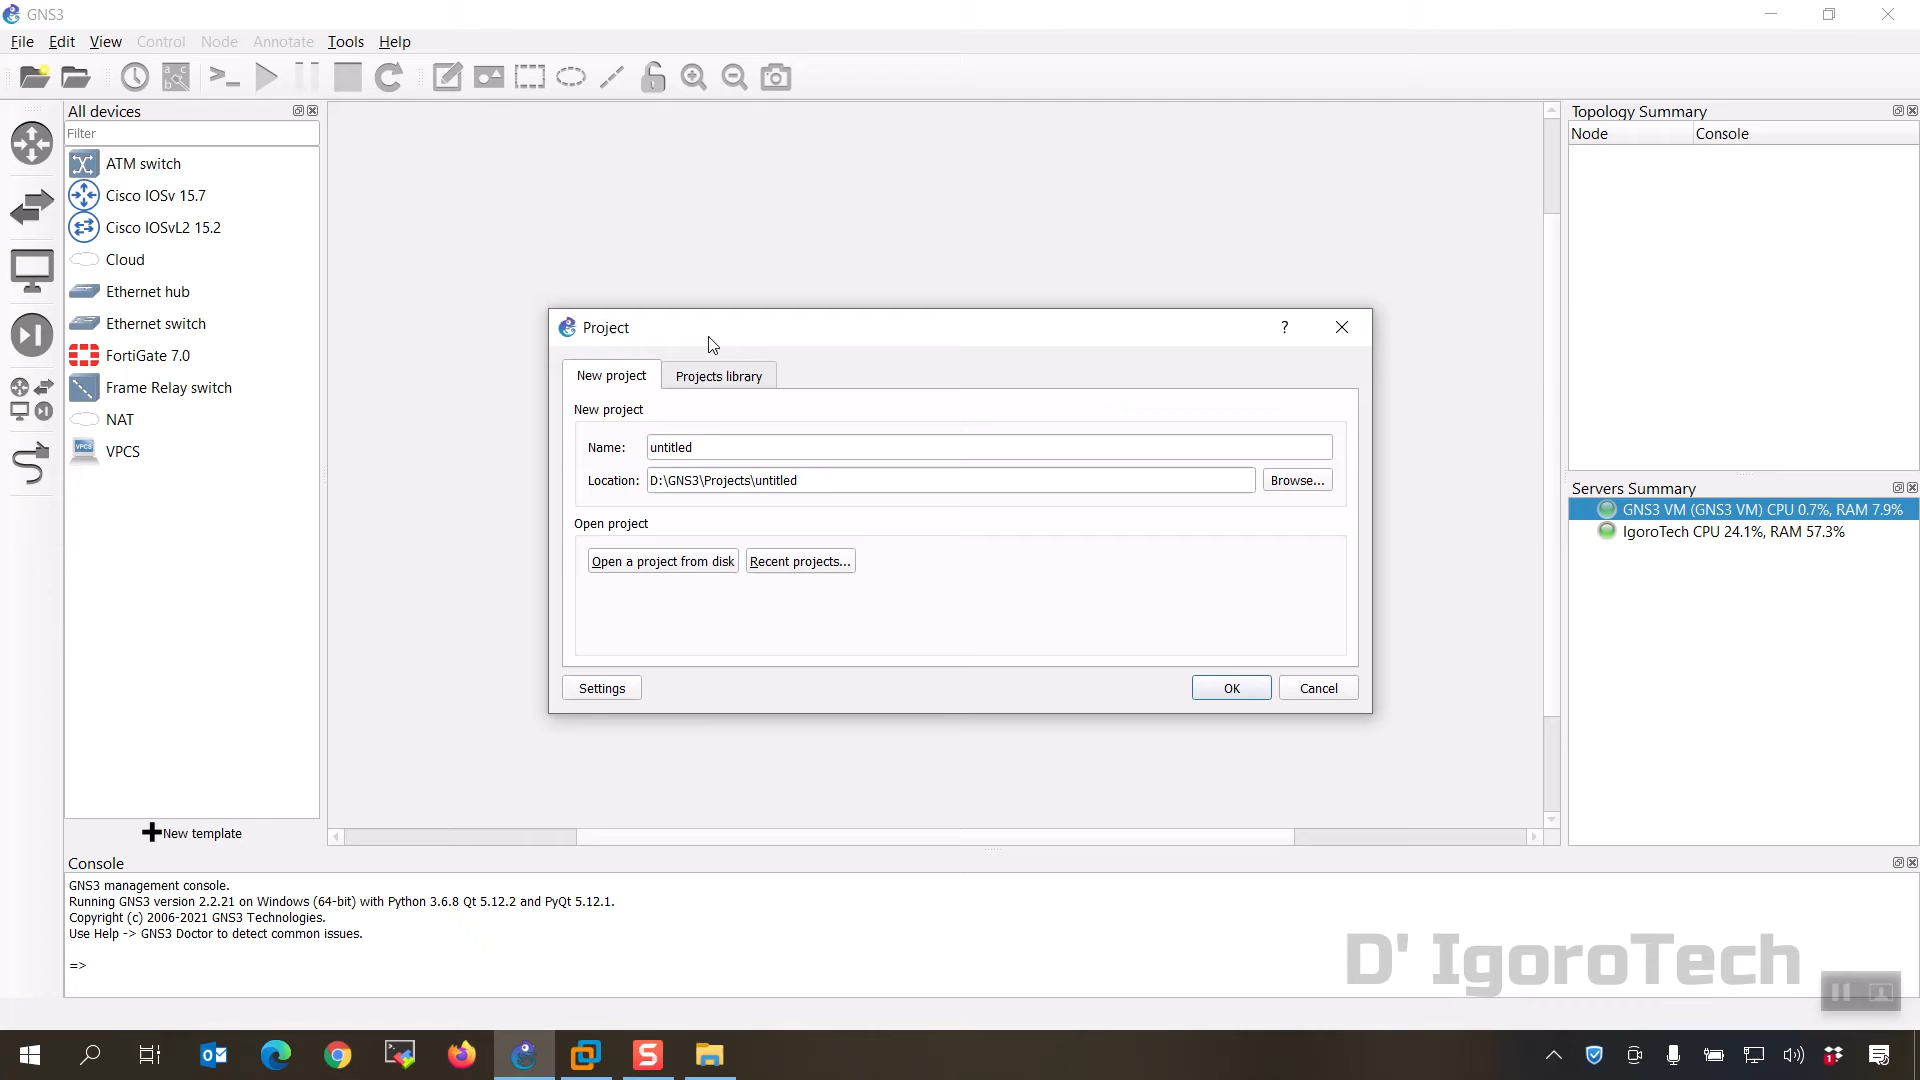 GNS3
File Edit View Control Node Annotate Tools Help
All devices
Filter
ATM switch
Cisco IOSv 15.7
Cisco IOSvL2 15.2
Cloud
Ethernet hub
Ethernet switch
FortiGate 7.0
Frame Relay switch
NAT
VPCS
VPCS
New template
Project
?
New project Projects library
New project
Name: untitled
Location: D:\GNS3\Projects\untitled Browse...
Open project
Open a project from disk Recent projects...
Settings OK Cancel
Topology Summary
Node Console
Servers Summary
GNS3 VM (GNS3 VM) CPU 0.7%, RAM 7.9%
IgoroTech CPU 24.1%, RAM 57.3%
Console
GNS3 management console.
Running GNS3 version 2.2.21 on Windows (64-bit) with Python 3.6.8 Qt 5.12.2 and PyQt 5.12.1.
Copyright (c) 2006-2021 GNS3 Technologies.
Use Help -> GNS3 Doctor to detect common issues.
=>
D' IgoroTech